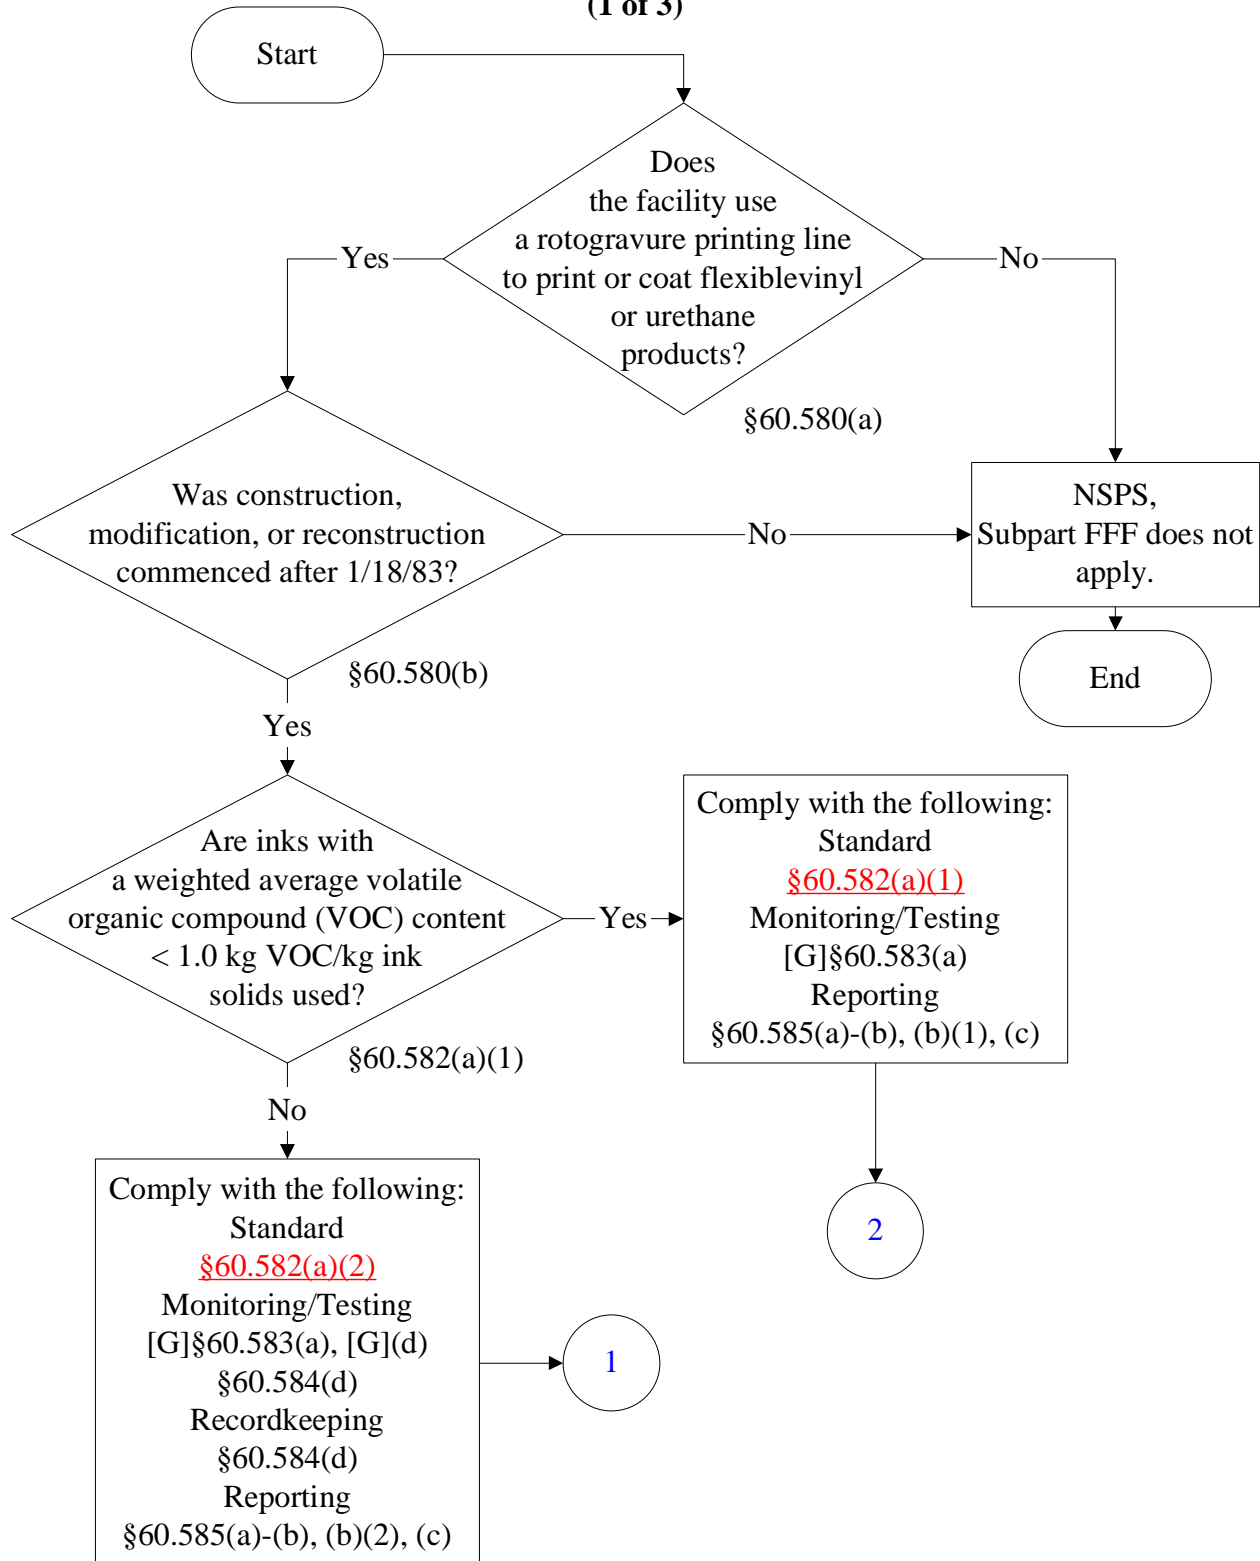 (1 of 3)
Start
Does
the facility use
a rotogravure printing line
to print or coat flexiblevinyl
or urethane
products?
Yes
No
§60.580(a)
Was construction,
modification, or reconstruction
commenced after 1/18/83?
No
NSPS,
Subpart FFF does not
apply.
§60.580(b)
End
Yes
Are inks with
a weighted average volatile
organic compound (VOC) content
< 1.0 kg VOC/kg ink
solids used?
Yes
§60.582(a)(1)
Comply with the following:
Standard
§60.582(a)(1)
Monitoring/Testing
[G]§60.583(a)
Reporting
§60.585(a)-(b), (b)(1), (c)
No
2
Comply with the following:
Standard
§60.582(a)(2)
Monitoring/Testing
[G]§60.583(a), [G](d)
§60.584(d)
Recordkeeping
§60.584(d)
Reporting
§60.585(a)-(b), (b)(2), (c)
1